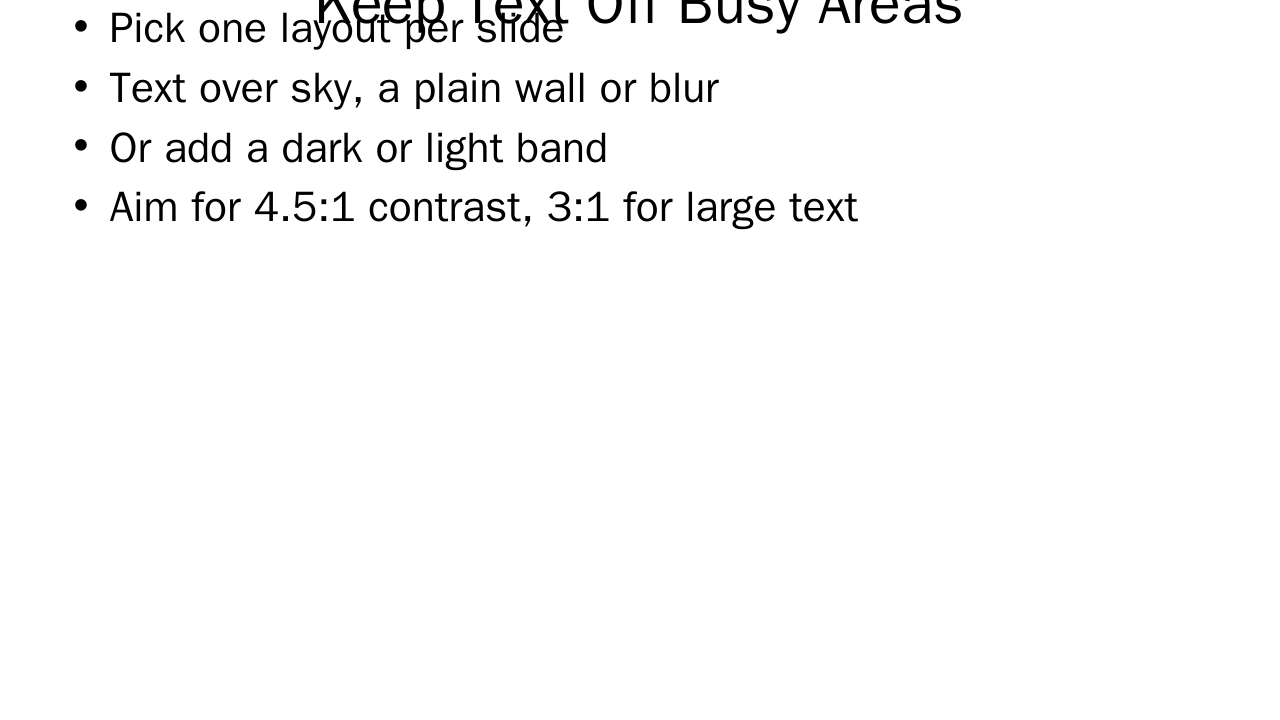 Keep Text Off Busy Areas
• Pick one layout per slide
• Text over sky, a plain wall or blur
• Or add a dark or light band
• Aim for 4.5:1 contrast, 3:1 for large text